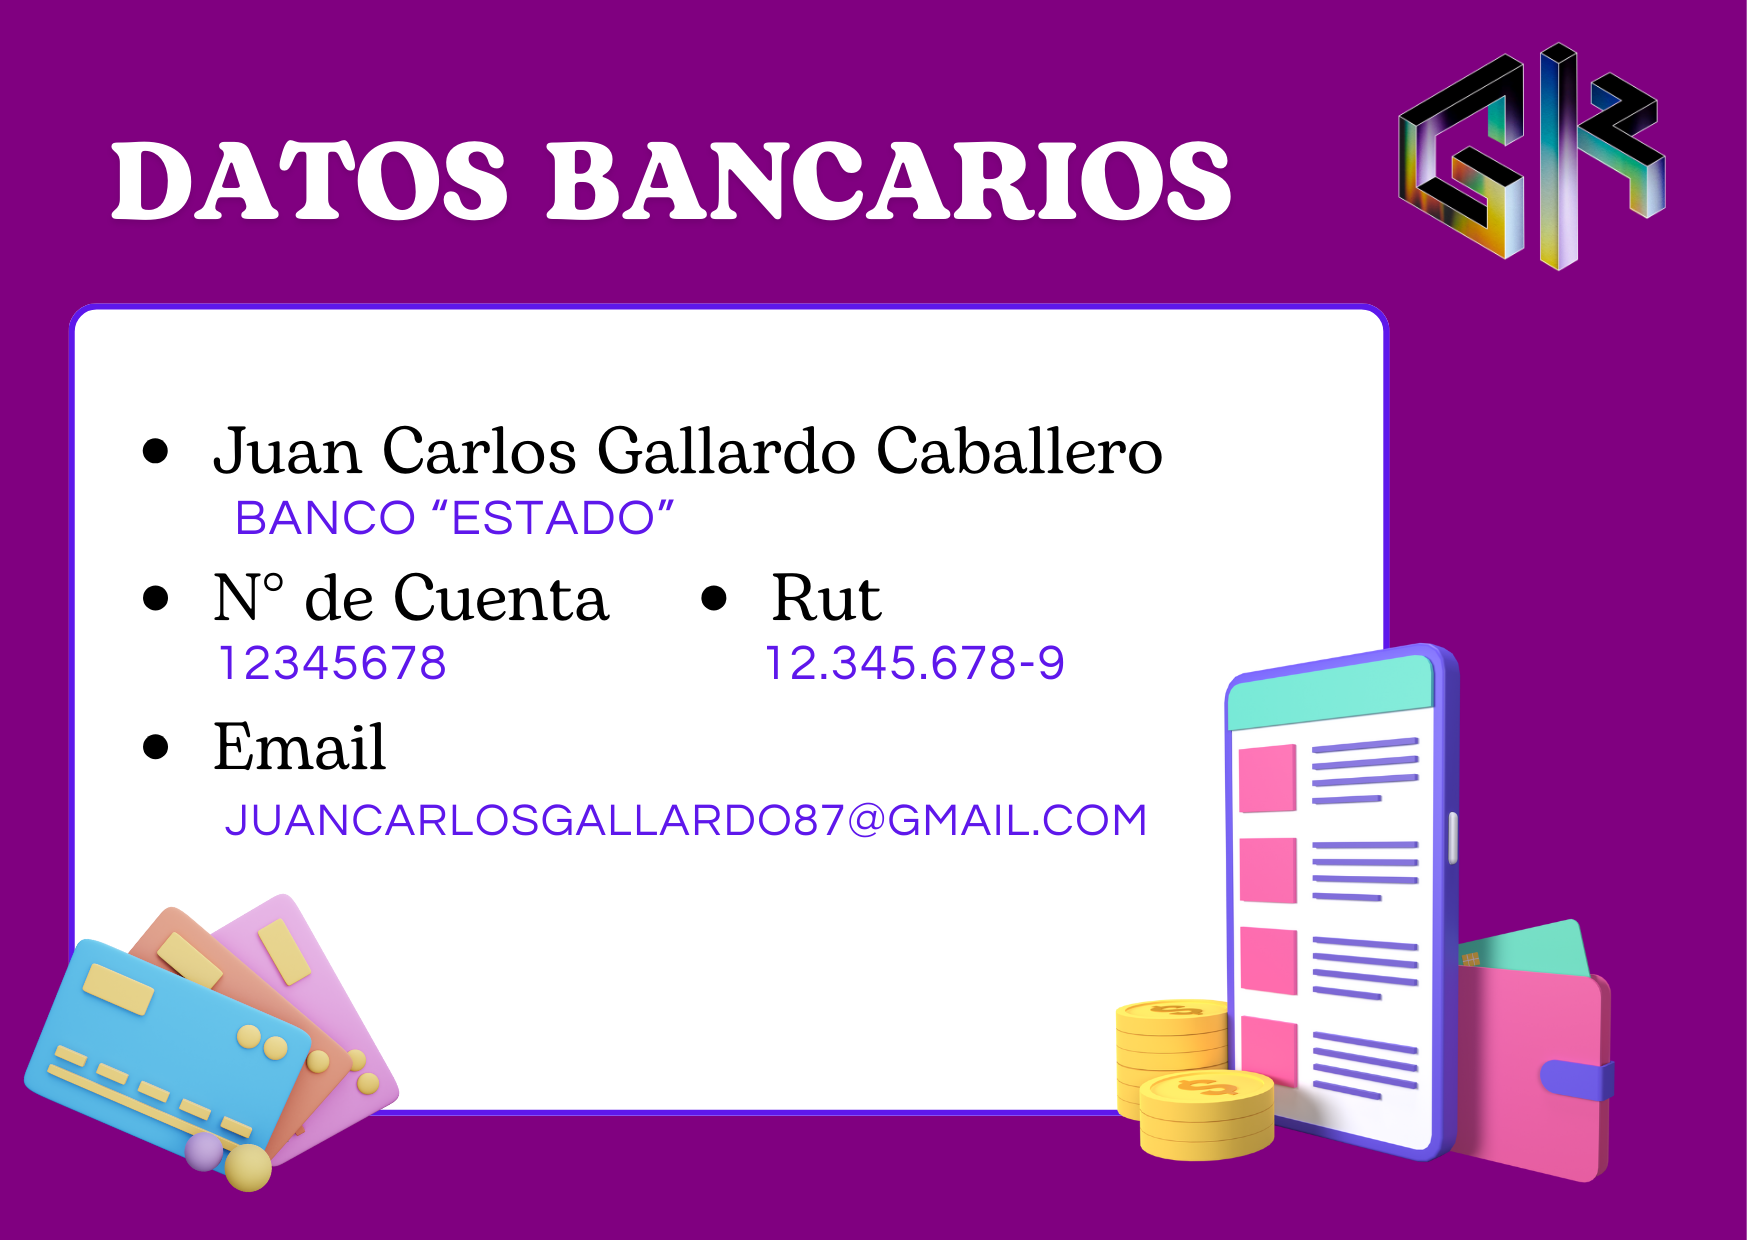 DATOS BANCARIOS
Juan Carlos Gallardo Caballero
BANCO “ESTADO”
N° de Cuenta
12345678
Rut
12.345.678-9
Email
JUANCARLOSGALLARDO87@GMAIL.COM